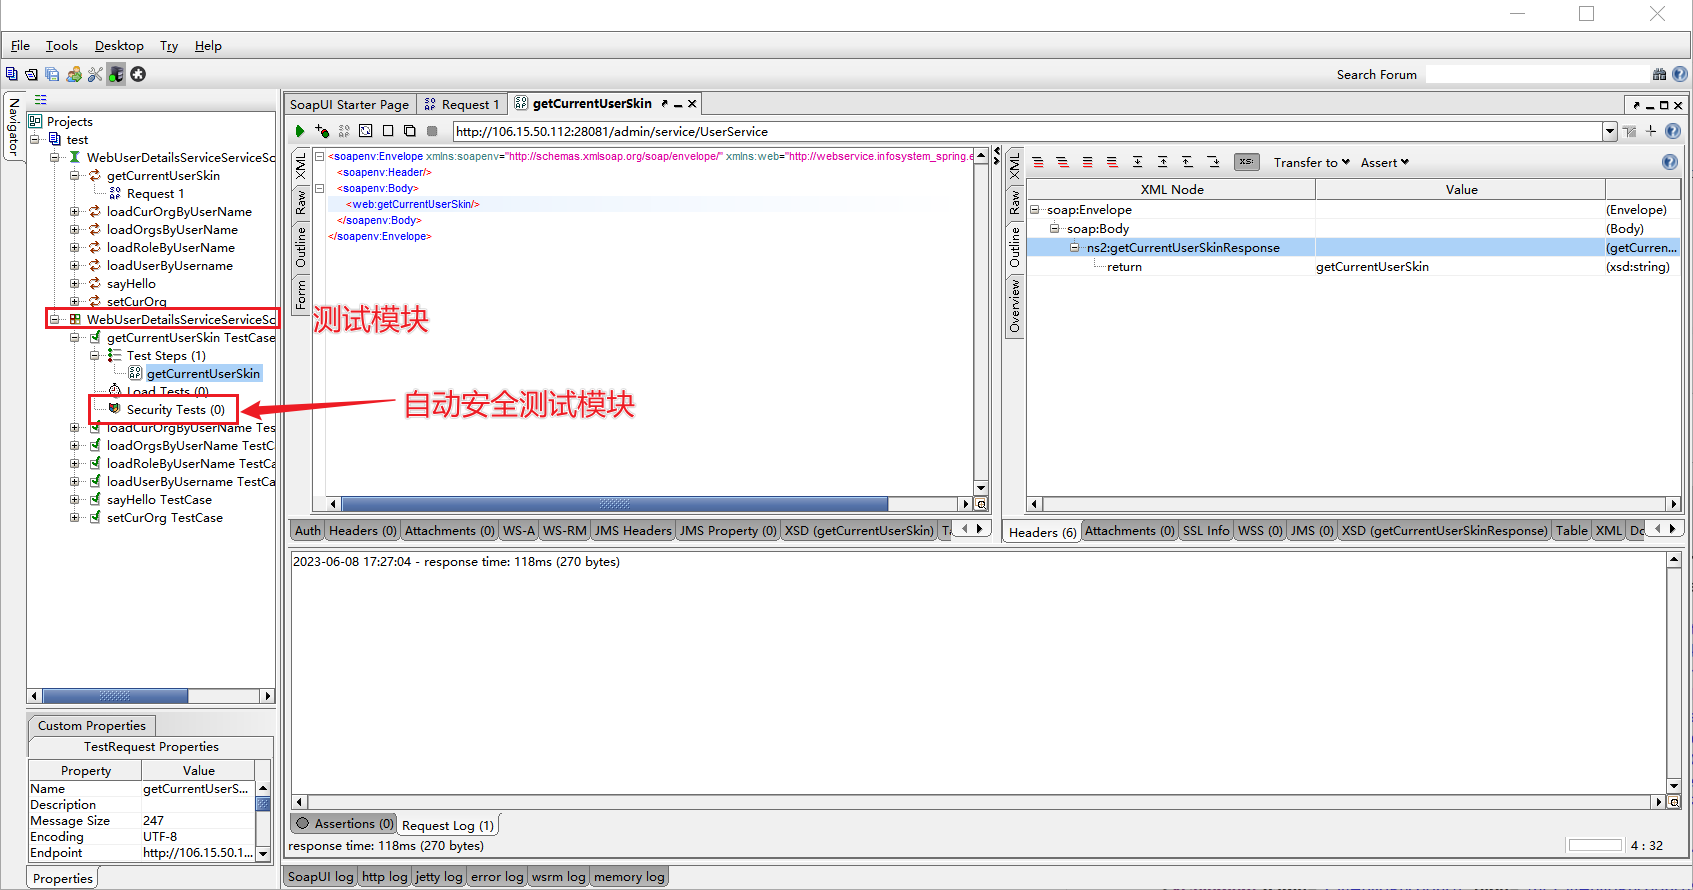 File Tools Desktop Try Help
Search Forum
Navigator
Projects
test
WebUserDetailsServiceServiceSc
getCurrentUserSkin
Request 1
loadCurOrgByUserName
loadOrgsByUserName
loadRoleByUserName
loadUserByUsername
sayHello
setCurOrg
WebUserDetailsServiceServiceSc
getCurrentUserSkin TestCase
Test Steps (1)
getCurrentUserSkin
Load Tests (0)
Security Tests (0)
loadCurOrgByUserName Tes
loadOrgsByUserName TestCa
loadRoleByUserName TestCa
loadUserByUsername TestCa
sayHello TestCase
setCurOrg TestCase
测试模块
自动安全测试模块
Custom Properties
TestRequest Properties
Property Value
Name getCurrentUserS...
Description
Message Size 247
Encoding UTF-8
Endpoint http://106.15.50.1...
Properties
SoapUI Starter Page Request 1 getCurrentUserSkin
http://106.15.50.112:28081/admin/service/UserService
XML
Raw
Outline
Form
<soapenv:Envelope xmlns:soapenv="http://schemas.xmlsoap.org/soap/envelope/" xmlns:web="http://webservice.infosystem_spring.e
<soapenv:Header/>
<soapenv:Body>
<web:getCurrentUserSkin/>
</soapenv:Body>
</soapenv:Envelope>
Auth Headers (0) Attachments (0) WS-A WS-RM JMS Headers JMS Property (0) XSD (getCurrentUserSkin) Ta
XML
Raw
Outline
Overview
XS: Transfer to Assert
XML Node Value
soap:Envelope (Envelope)
soap:Body (Body)
ns2:getCurrentUserSkinResponse (getCurren...
return getCurrentUserSkin (xsd:string)
Headers (6) Attachments (0) SSL Info WSS (0) JMS (0) XSD (getCurrentUserSkinResponse) Table XML Do
2023-06-08 17:27:04 - response time: 118ms (270 bytes)
Assertions (0) Request Log (1)
response time: 118ms (270 bytes)
4 : 32
SoapUI log http log jetty log error log wsrm log memory log